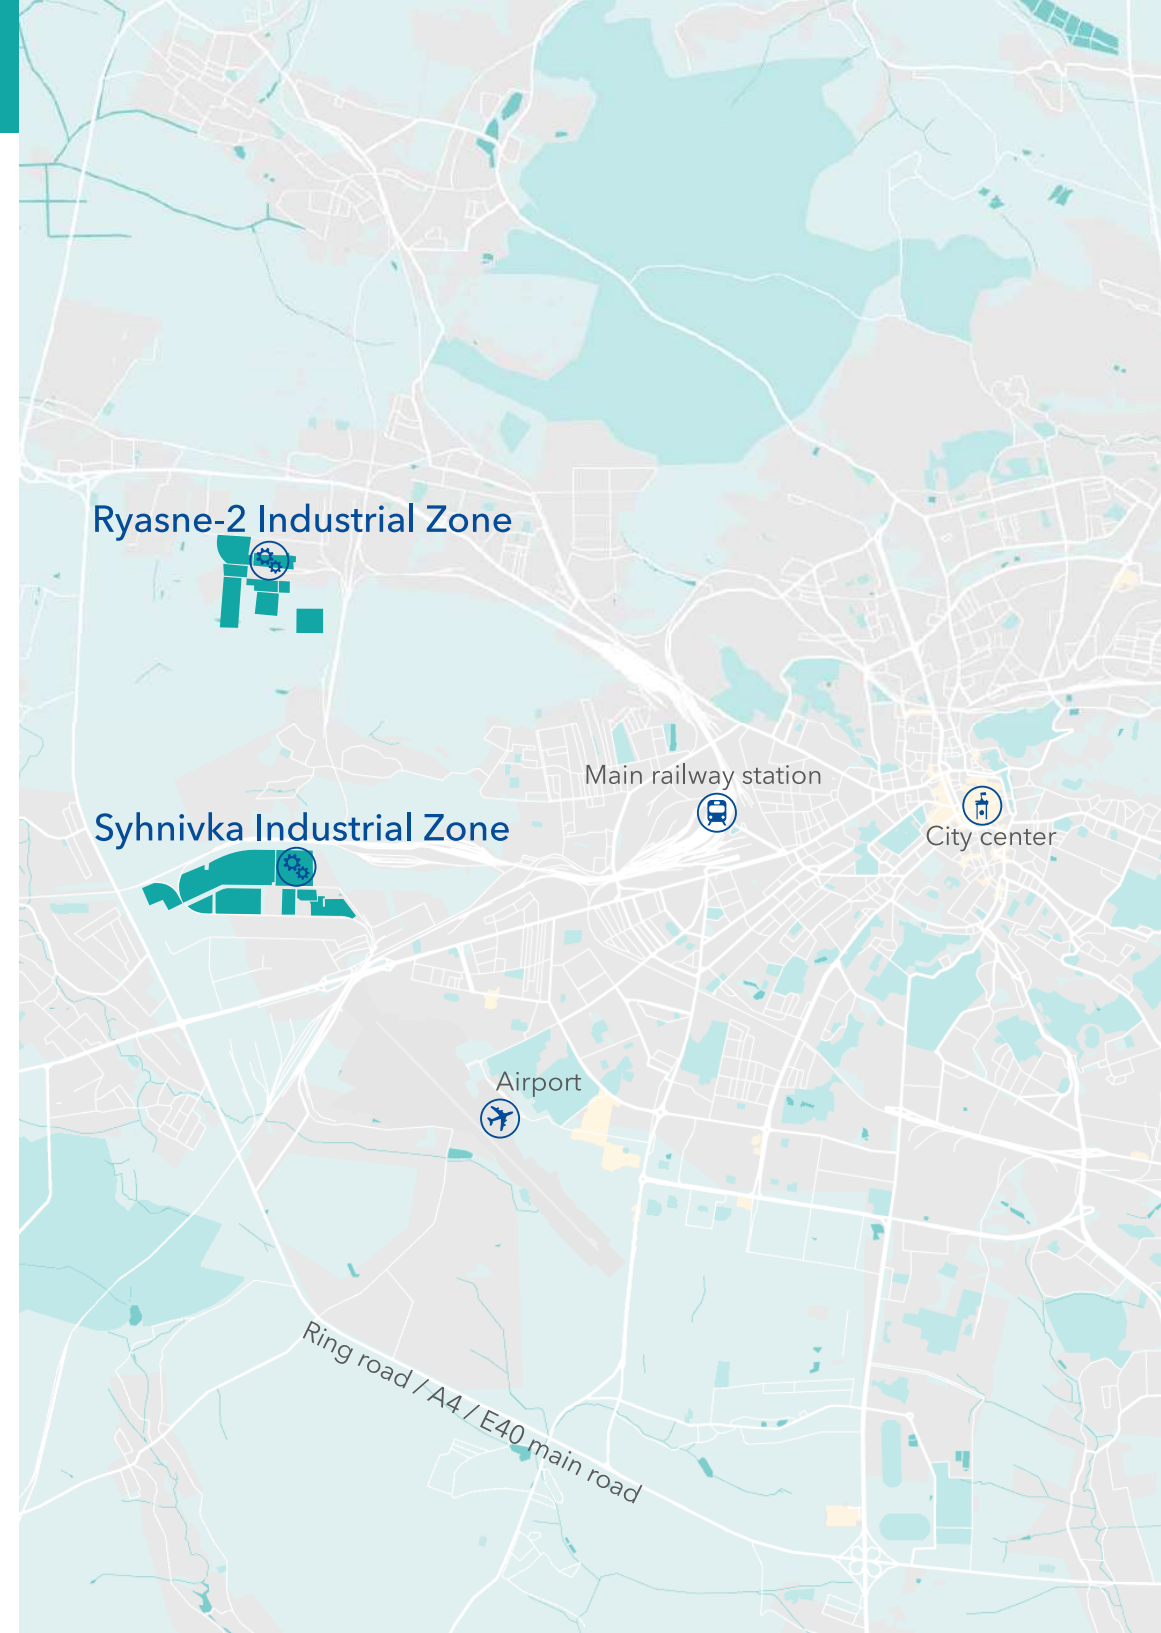 Ryasne-2 Industrial Zone
Main railway station
Syhnivka Industrial Zone
City center
Airport
Ring road / A4 / E40 main road